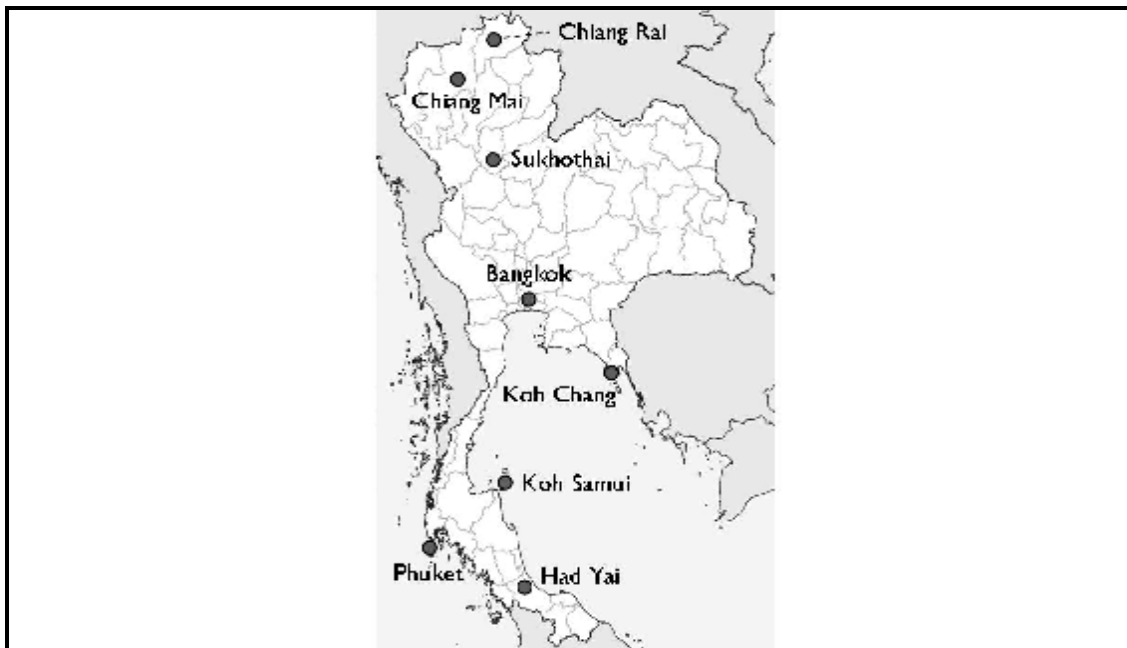 Chiang Rai
Chiang Mai
Sukhothai
Bangkok
Koh Chang
Koh Samui
Phuket
Had Yai